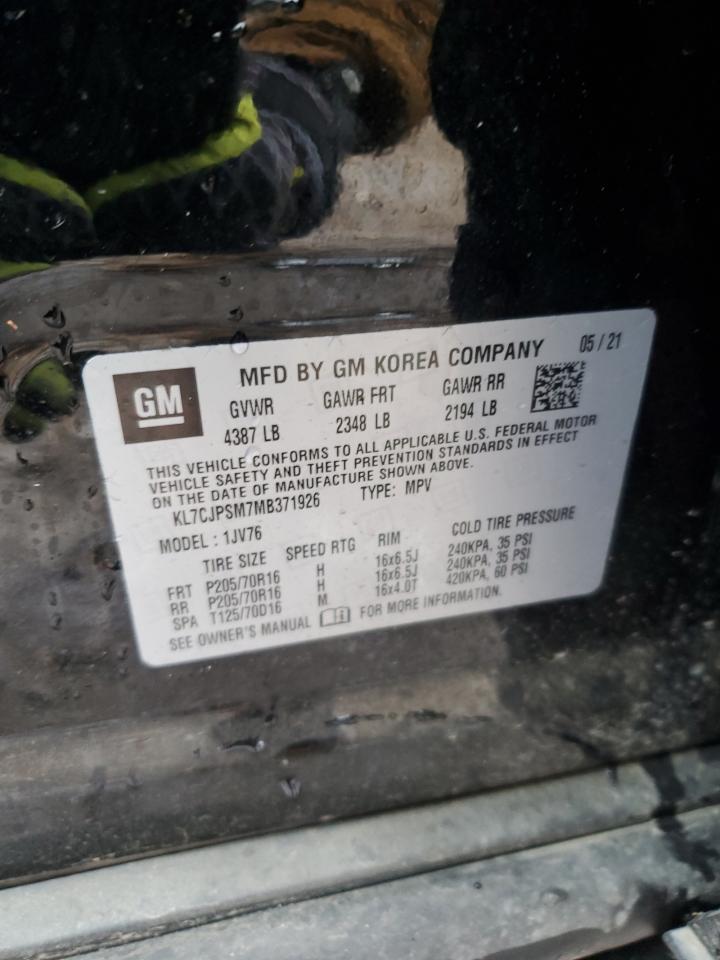 MFD BY GM KOREA COMPANY 05 / 21
GM
GVWR GAWR FRT GAWR RR
4387 LB 2348 LB 2194 LB
THIS VEHICLE CONFORMS TO ALL APPLICABLE U.S. FEDERAL MOTOR
VEHICLE SAFETY AND THEFT PREVENTION STANDARDS IN EFFECT
ON THE DATE OF MANUFACTURE SHOWN ABOVE.
KL7CJPSM7MB371926 TYPE: MPV
MODEL : 1JV76
TIRE SIZE SPEED RTG RIM COLD TIRE PRESSURE
FRT P205/70R16 H 16x6.5J 240KPA, 35 PSI
RR P205/70R16 H 16x6.5J 240KPA, 35 PSI
SPA T125/70D16 M 16x4.0T 420KPA, 60 PSI
SEE OWNER'S MANUAL FOR MORE INFORMATION.